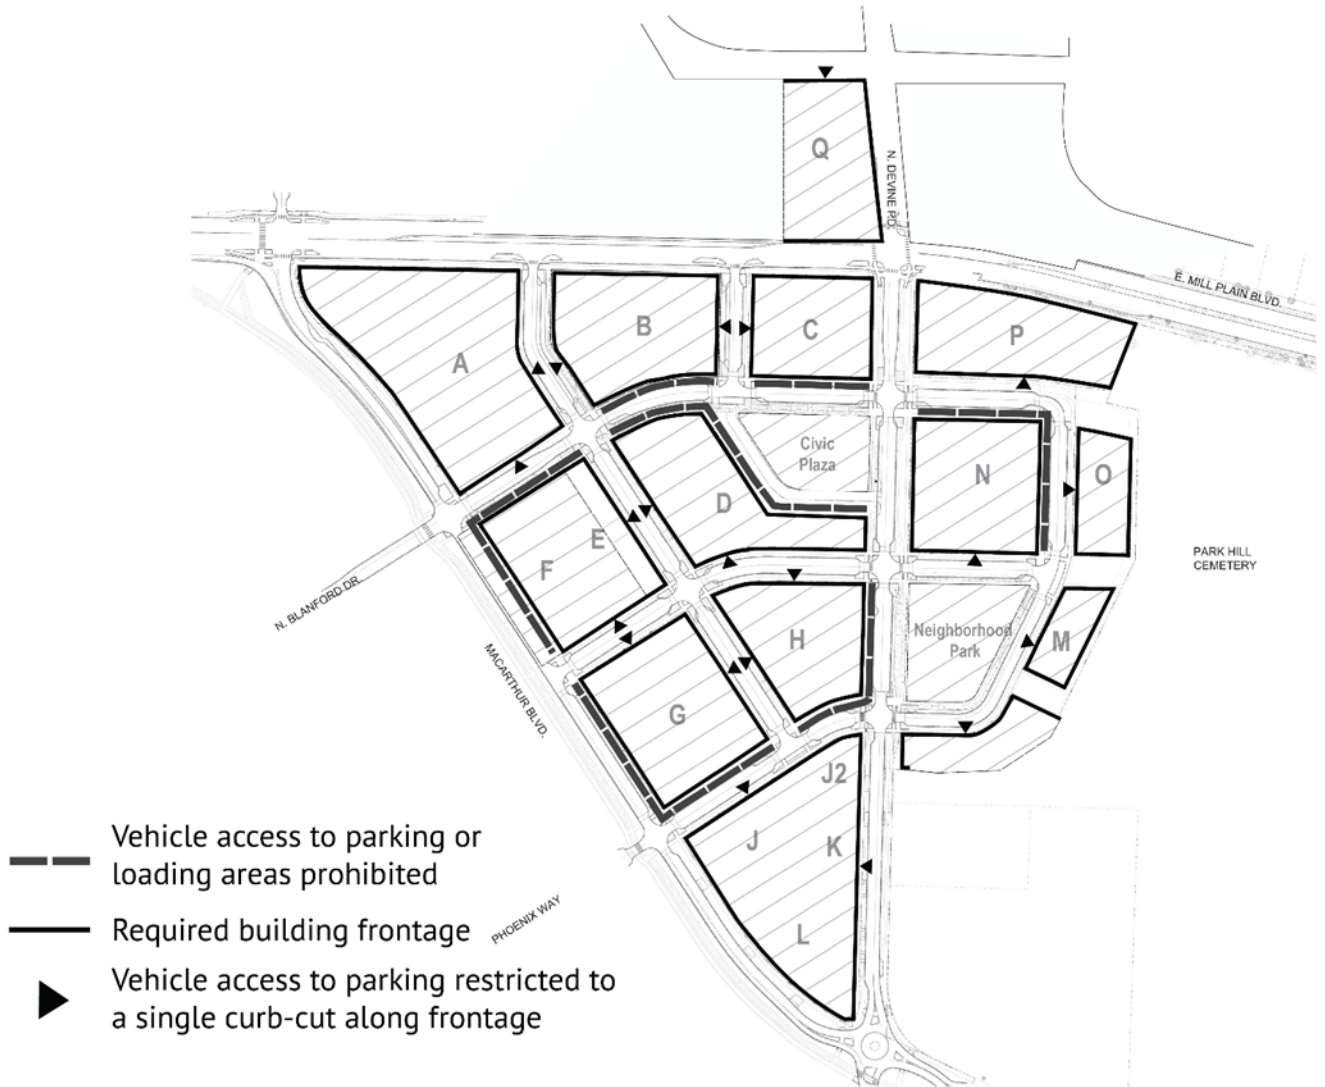 Q
N. DEVINE RD.
E. MILL PLAIN BLVD.
A
B
C
P
Civic
Plaza
D
N
O
E
F
PARK HILL
CEMETERY
N. BLANFORD DR.
MACARTHUR BLVD.
H
Neighborhood
Park
M
G
J2
J
K
L
PHOENIX WAY
Vehicle access to parking or
loading areas prohibited
Required building frontage
Vehicle access to parking restricted to
a single curb-cut along frontage